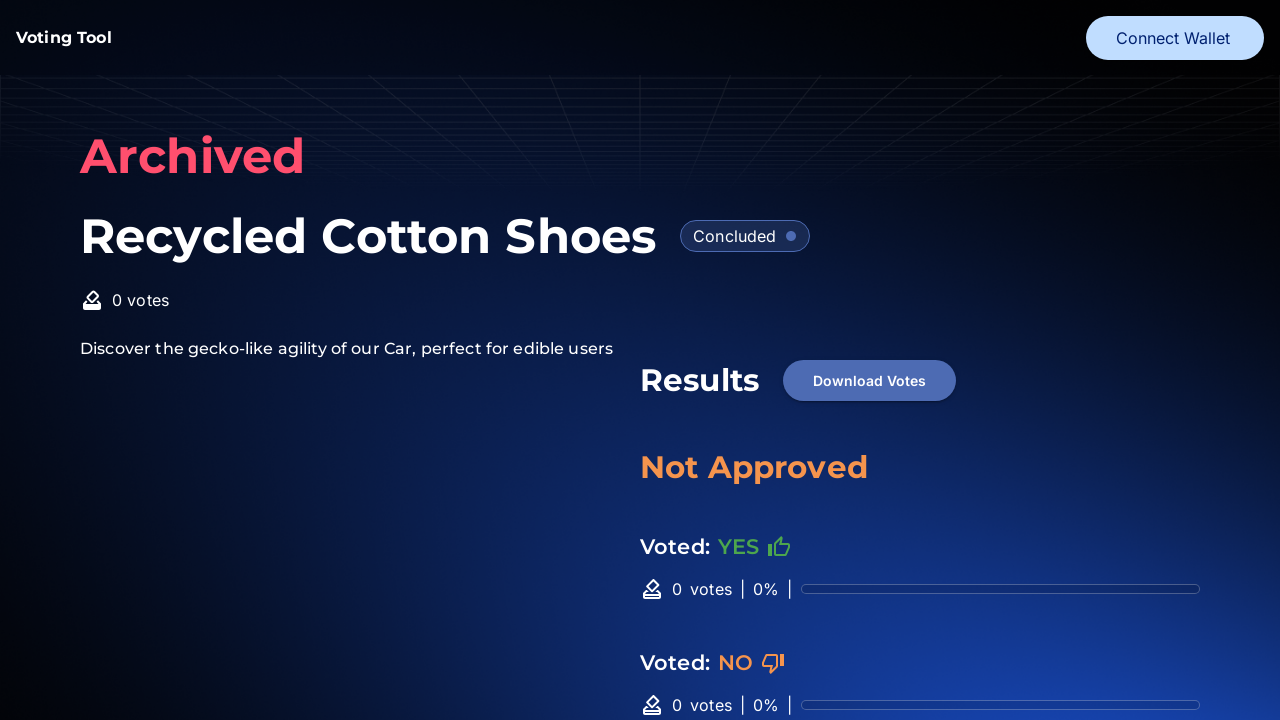 Voting Tool
Connect Wallet
Archived
Recycled Cotton Shoes
Concluded
0 votes
Discover the gecko-like agility of our Car, perfect for edible users
Results
Download Votes
Not Approved
Voted: YES
0 votes | 0% |
Voted: NO
0 votes | 0% |